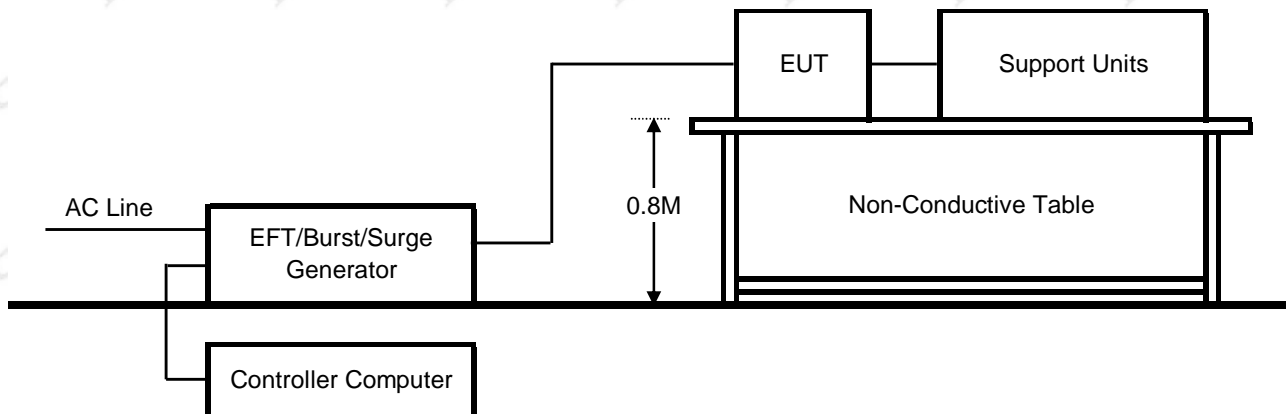 EUT
Support Units
AC Line
0.8M
Non-Conductive Table
EFT/Burst/Surge
Generator
Controller Computer